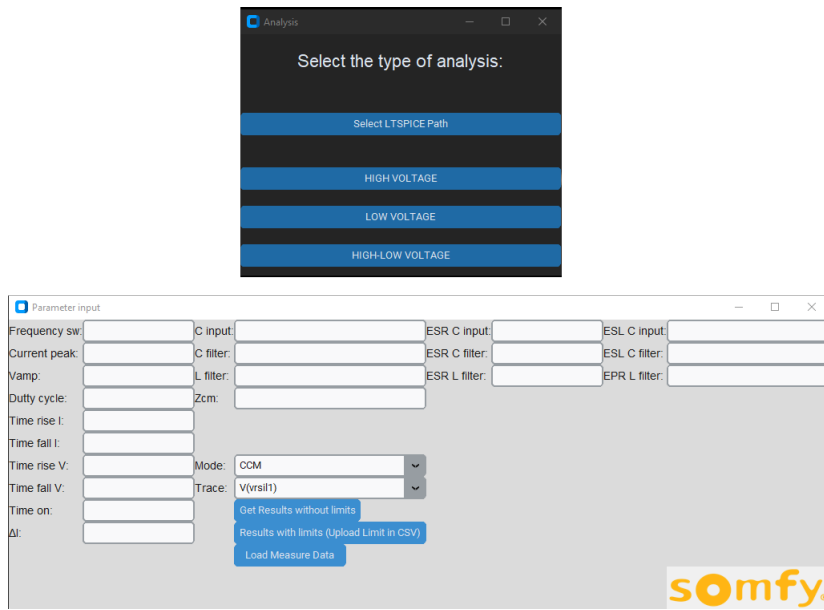 Analysis
Select the type of analysis:
Select LTSPICE Path
HIGH VOLTAGE
LOW VOLTAGE
HIGH-LOW VOLTAGE
Parameter input
Frequency sw: C input: ESR C input: ESL C input:
Current peak: C filter: ESR C filter: ESL C filter:
Vamp: L filter: ESR L filter: EPR L filter:
Dutty cycle: Zcm:
Time rise I:
Time fall I:
Time rise V: Mode: CCM
Time fall V: Trace: V(vrsil1)
Time on: Get Results without limits
ΔI: Results with limits (Upload Limit in CSV)
Load Measure Data
somfy.